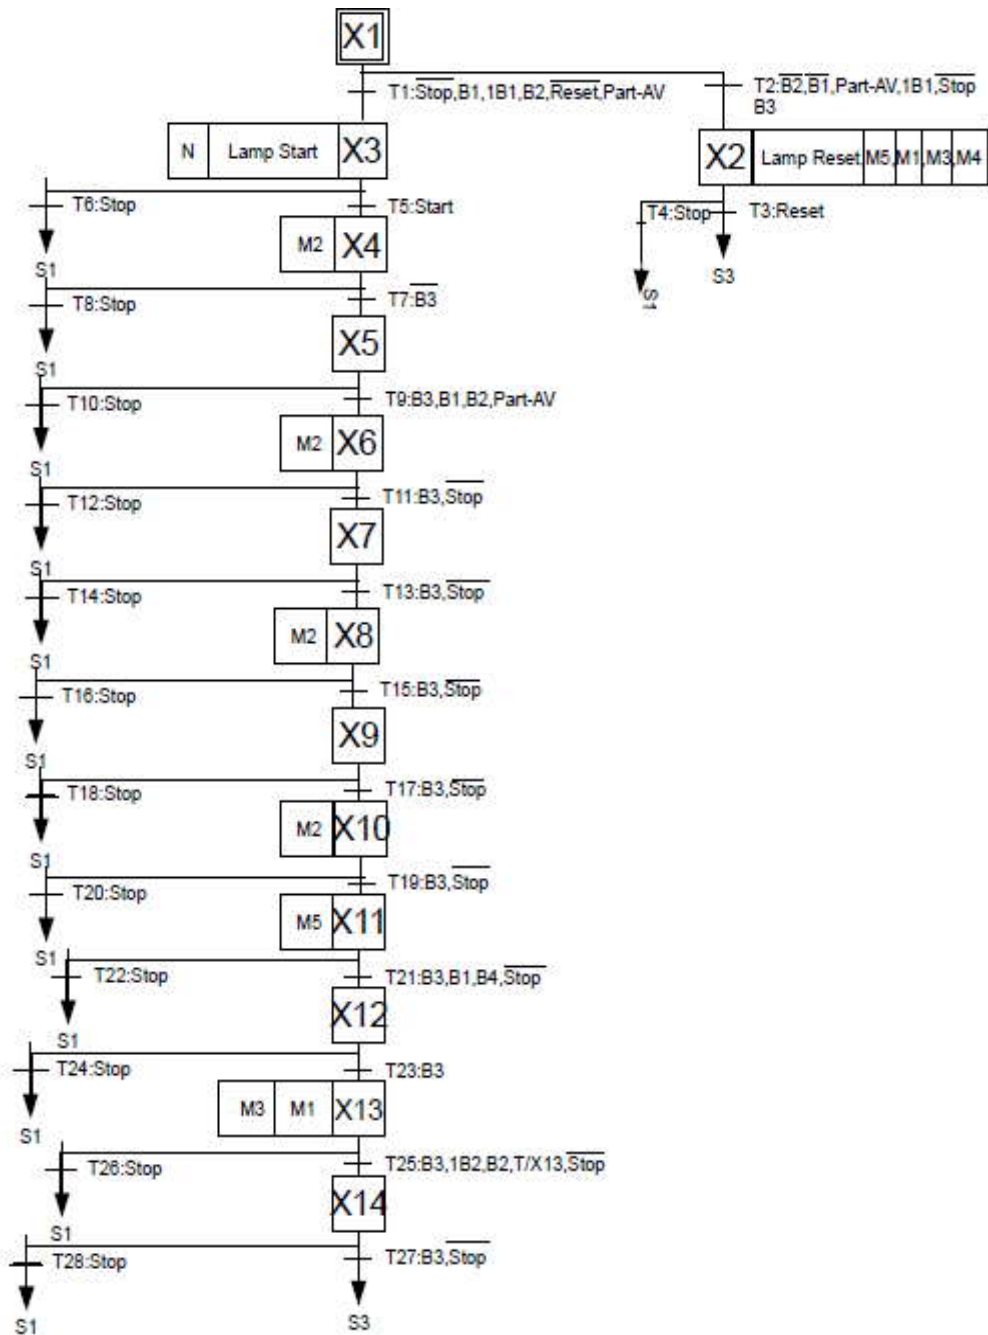 X1
T1:Stop,B1,1B1,B2,Reset,Part-AV
T2:B2,B1,Part-AV,1B1,Stop
B3
N Lamp Start X3
X2 Lamp Reset M5 M1 M3 M4
T6:Stop
T5:Start
T4:Stop
T3:Reset
M2 X4
S1
S3
S1
T8:Stop
T7:B3
X5
S1
T10:Stop
T9:B3,B1,B2,Part-AV
M2 X6
S1
T12:Stop
T11:B3,Stop
X7
S1
T14:Stop
T13:B3,Stop
M2 X8
S1
T16:Stop
T15:B3,Stop
X9
S1
T18:Stop
T17:B3,Stop
M2 X10
S1
T20:Stop
T19:B3,Stop
M5 X11
S1
T22:Stop
T21:B3,B1,B4,Stop
X12
S1
T24:Stop
T23:B3
M3 M1 X13
S1
T26:Stop
T25:B3,1B2,B2,T/X13,Stop
X14
S1
T28:Stop
T27:B3,Stop
S1
S3